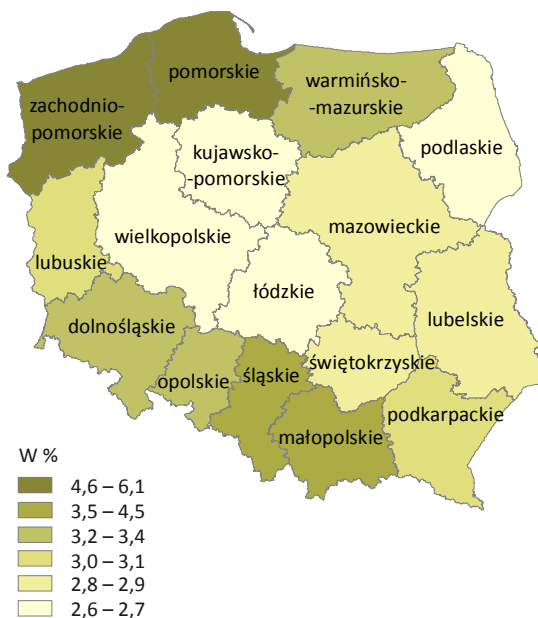 pomorskie
warmińsko-
-mazurskie
zachodnio-
pomorskie
podlaskie
kujawsko-
-pomorskie
mazowieckie
wielkopolskie
lubuskie
łódzkie
lubelskie
dolnośląskie
świętokrzyskie
śląskie
opolskie
podkarpackie
małopolskie
W %
4,6 – 6,1
3,5 – 4,5
3,2 – 3,4
3,0 – 3,1
2,8 – 2,9
2,6 – 2,7